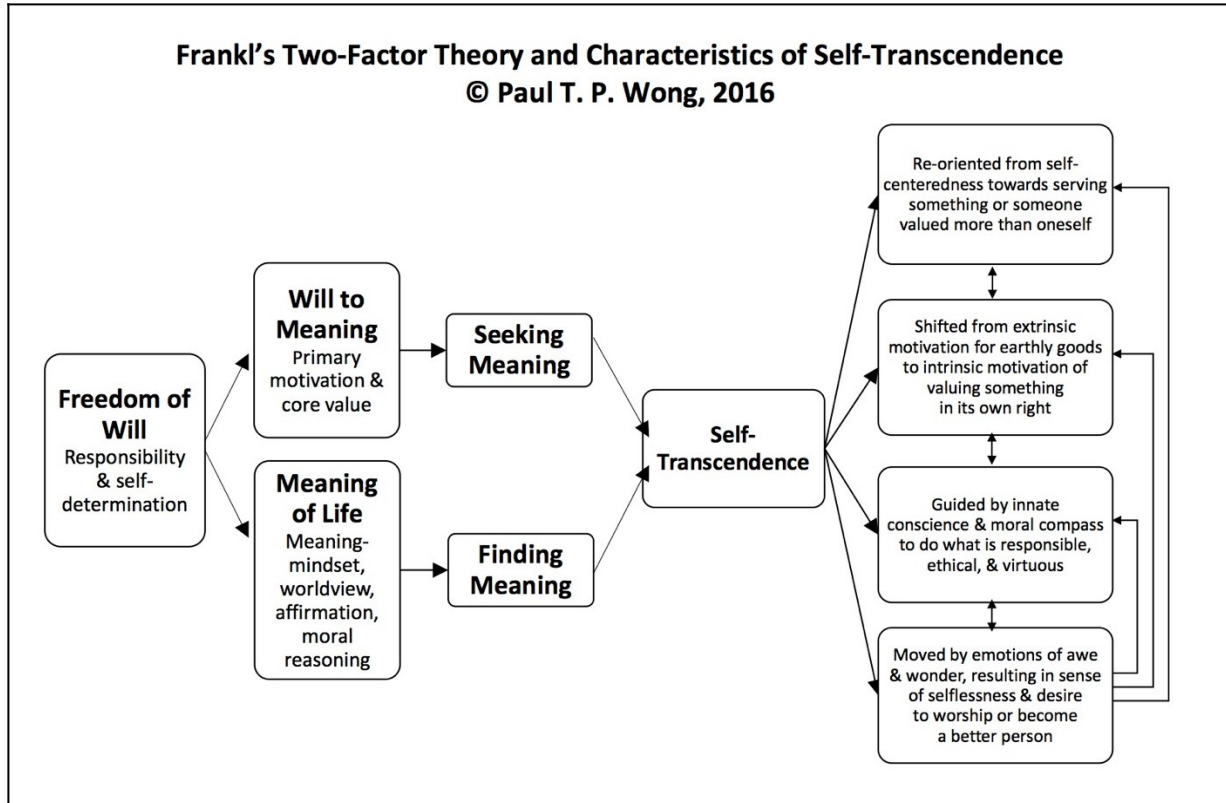 Frankl's Two-Factor Theory and Characteristics of Self-Transcendence
© Paul T. P. Wong, 2016
Freedom of
Will
Responsibility
& self-
determination
Will to
Meaning
Primary
motivation &
core value
Meaning
of Life
Meaning-
mindset,
worldview,
affirmation,
moral
reasoning
Seeking
Meaning
Finding
Meaning
Self-
Transcendence
Re-oriented from self-
centeredness towards serving
something or someone
valued more than oneself
Shifted from extrinsic
motivation for earthly goods
to intrinsic motivation of
valuing something
in its own right
Guided by innate
conscience & moral compass
to do what is responsible,
ethical, & virtuous
Moved by emotions of awe
& wonder, resulting in sense
of selflessness & desire
to worship or become
a better person